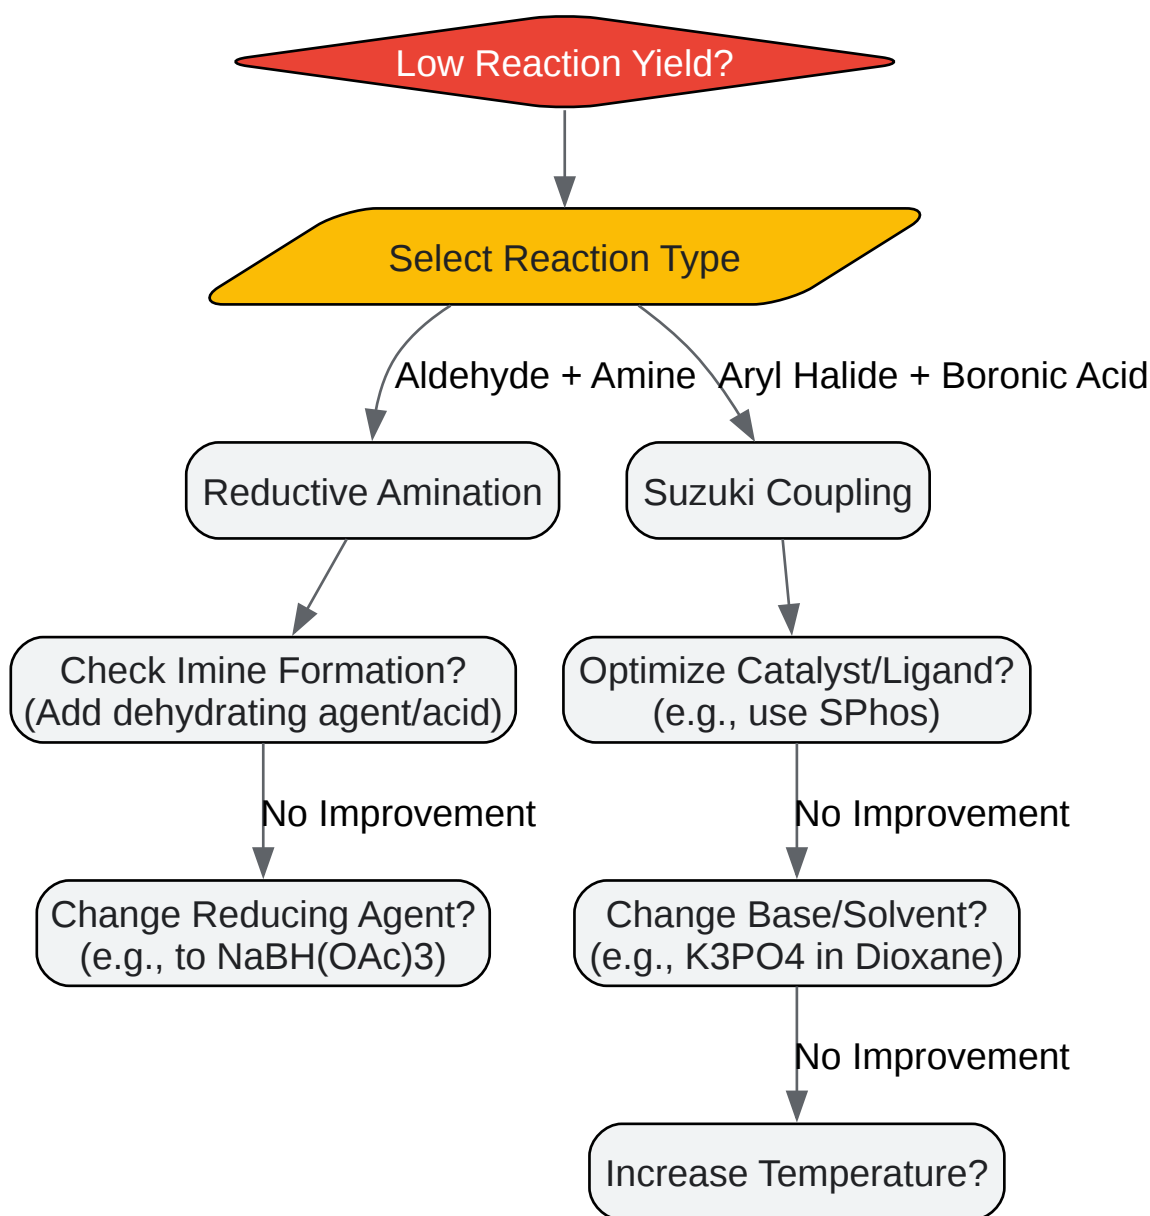 Low Reaction Yield?
Select Reaction Type
Aldehyde + Amine
Aryl Halide + Boronic Acid
Reductive Amination
Suzuki Coupling
Check Imine Formation?
(Add dehydrating agent/acid)
Optimize Catalyst/Ligand?
(e.g., use SPhos)
No Improvement
No Improvement
Change Reducing Agent?
(e.g., to NaBH(OAc)3)
Change Base/Solvent?
(e.g., K3PO4 in Dioxane)
No Improvement
Increase Temperature?